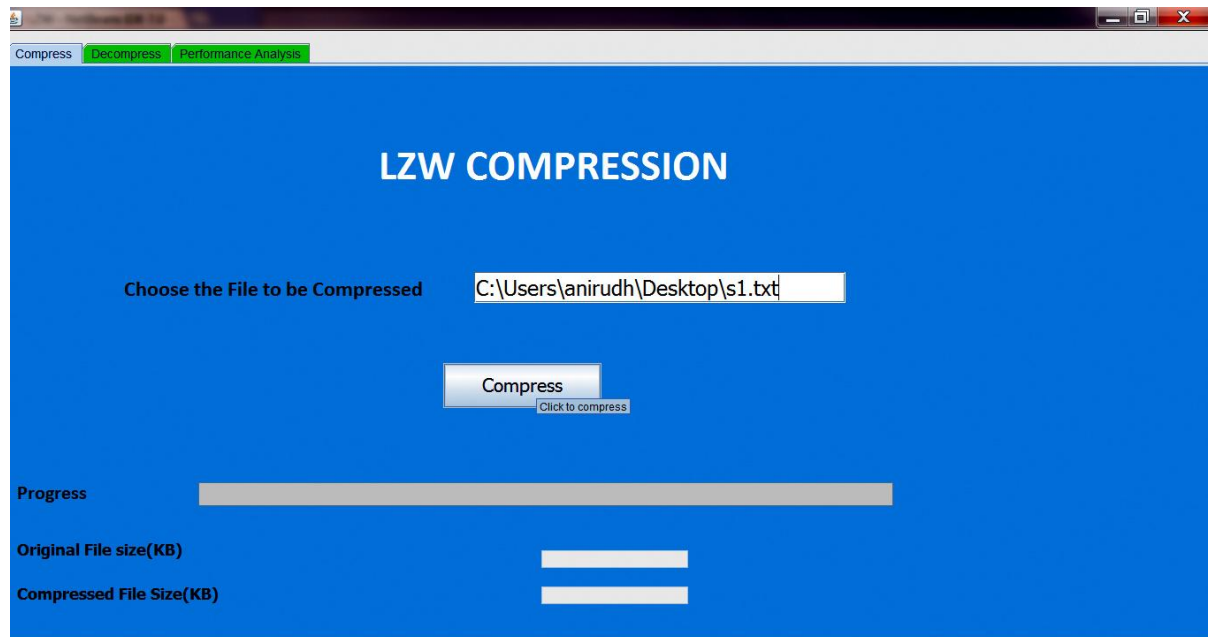 Compress Decompress Performance Analysis
LZW COMPRESSION
Choose the File to be Compressed C:\Users\anirudh\Desktop\s1.txt
Compress
Click to compress
Progress
Original File size(KB)
Compressed File Size(KB)